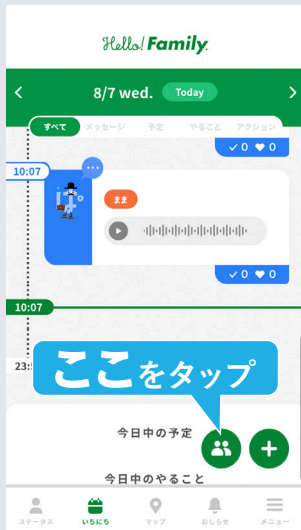 Hello! Family.
8/7 wed. Today
すべて メッセージ 予定 やること アクション
0 0
10:07
ぱ°
まま
0 0
10:07
23:
ここをタップ
今日中の予定
今日中のやること
ステータス いちにち マップ おしらせ メニュー